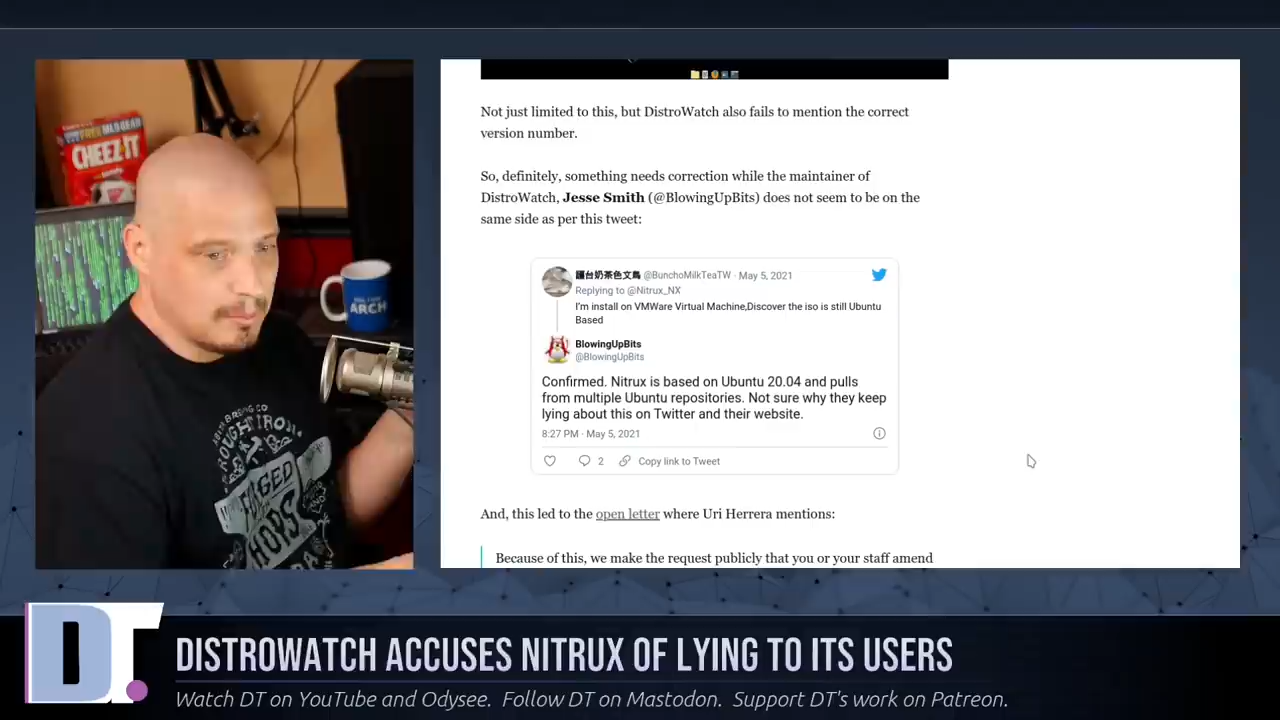 FREE
CHEEZ-IT
ARCH
BREWING CO
ROUGHT IRON
FORGED
HOPS
Not just limited to this, but DistroWatch also fails to mention the correct
version number.
So, definitely, something needs correction while the maintainer of
DistroWatch, Jesse Smith (@BlowingUpBits) does not seem to be on the
same side as per this tweet:
@BunchoMilkTeaTW · May 5, 2021
Replying to @Nitrux_NX
I'm install on VMWare Virtual Machine,Discover the iso is still Ubuntu
Based
BlowingUpBits
@BlowingUpBits
Confirmed. Nitrux is based on Ubuntu 20.04 and pulls
from multiple Ubuntu repositories. Not sure why they keep
lying about this on Twitter and their website.
8:27 PM · May 5, 2021
2 Copy link to Tweet
And, this led to the open letter where Uri Herrera mentions:
Because of this, we make the request publicly that you or your staff amend
DT.
DISTROWATCH ACCUSES NITRUX OF LYING TO ITS USERS
Watch DT on YouTube and Odysee. Follow DT on Mastodon. Support DT's work on Patreon.